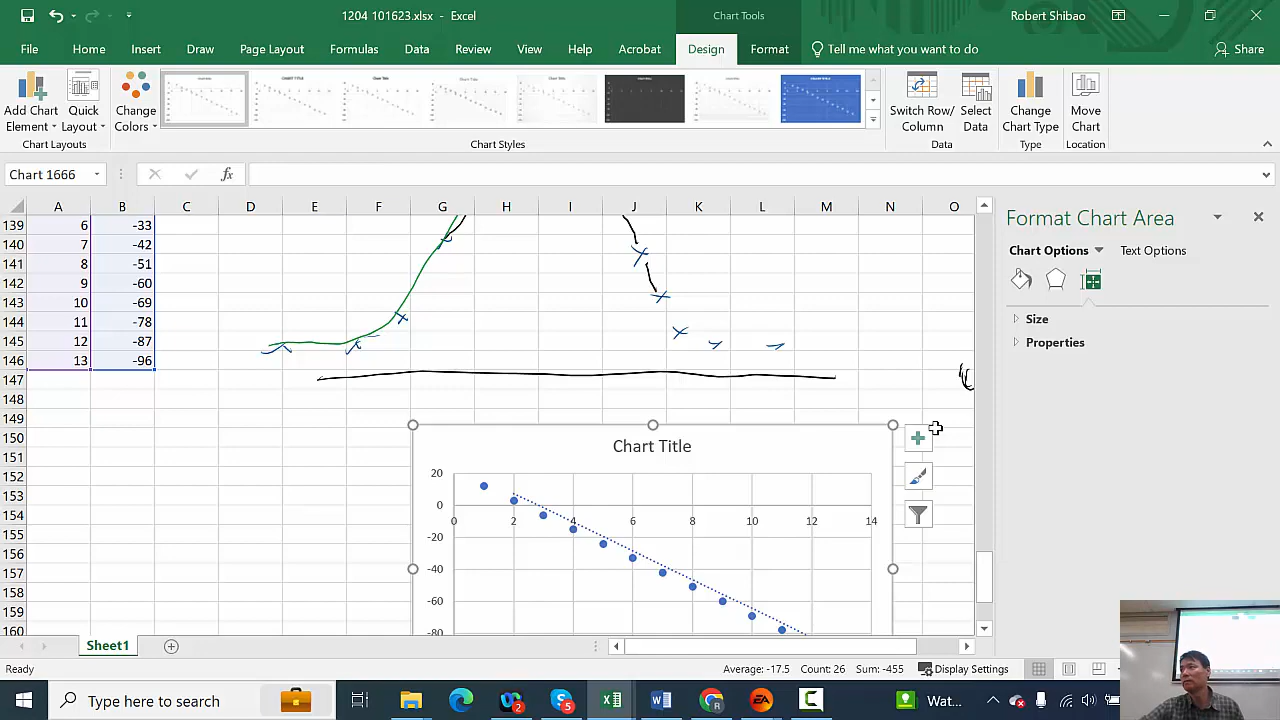 1204 101623.xlsx - Excel
Chart Tools
Robert Shibao
File Home Insert Draw Page Layout Formulas Data Review View Help Acrobat Design Format Tell me what you want to do Share
Add Chart Element Quick Layout Change Colors Switch Row/ Column Select Data Change Chart Type Move Chart
Chart Layouts Chart Styles Data Type Location
Chart 1666 fx
A B C D E F G H I J K L M N O
139 6 -33
140 7 -42
141 8 -51
142 9 -60
143 10 -69
144 11 -78
145 12 -87
146 13 -96
147
148
149
150
151
152
153
154
155
156
157
158
159
160
Chart Title
20
0
0 2 4 6 8 10 12 14
-20
-40
-60
-80
Format Chart Area
Chart Options Text Options
Size
Properties
Sheet1
Ready Average: -17.5 Count: 26 Sum: -455 Display Settings
Type here to search 2 5 EA Wat...